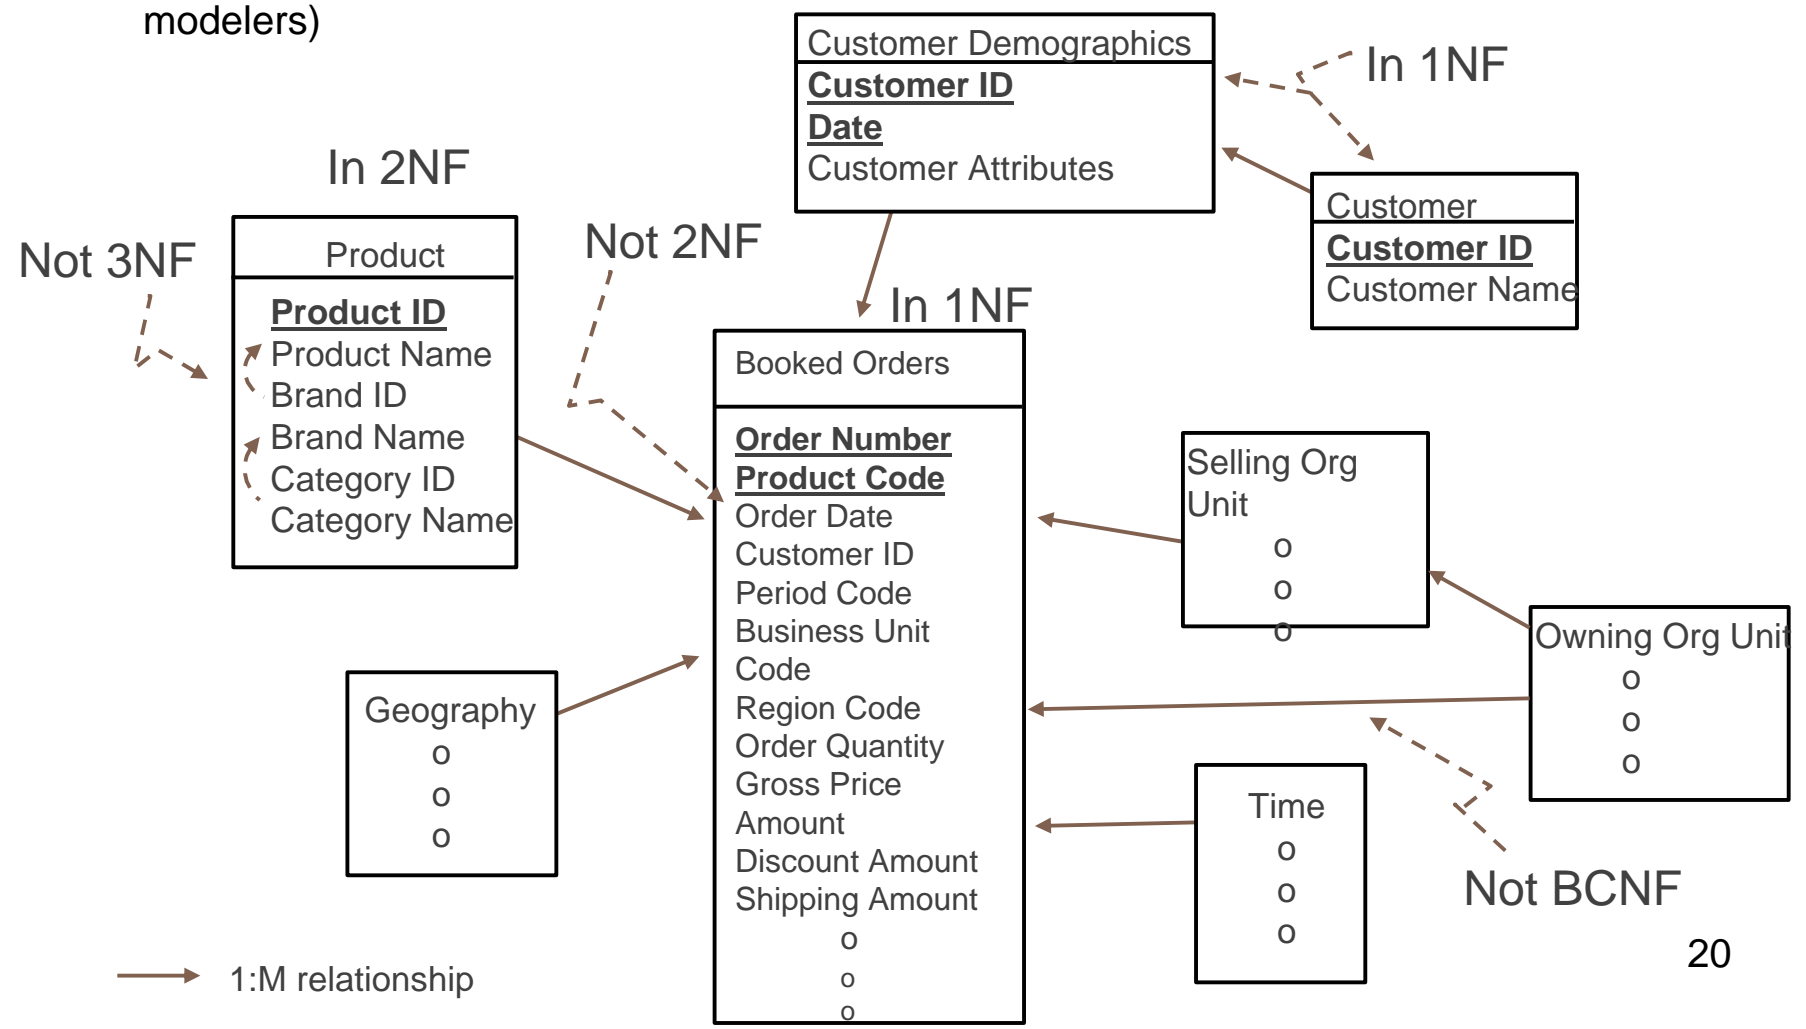 modelers)
Customer Demographics
Customer ID
Date
Customer Attributes
In 1NF
Customer
Customer ID
Customer Name
In 2NF
Not 3NF
Product
Product ID
Product Name
Brand ID
Brand Name
Category ID
Category Name
Not 2NF
In 1NF
Booked Orders
Order Number
Product Code
Order Date
Customer ID
Period Code
Business Unit
Code
Region Code
Order Quantity
Gross Price
Amount
Discount Amount
Shipping Amount
o
o
o
Selling Org
Unit
o
o
o
Owning Org Unit
o
o
o
Geography
o
o
o
Time
o
o
o
Not BCNF
1:M relationship
20